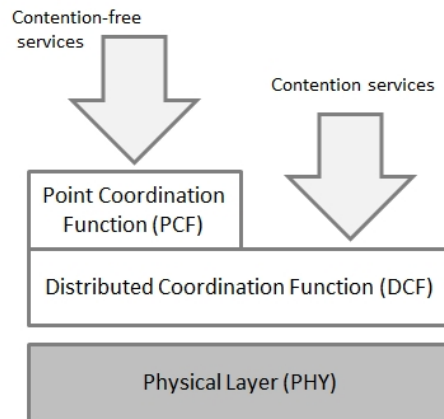 Contention-free
services
Contention services
Point Coordination
Function (PCF)
Distributed Coordination Function (DCF)
Physical Layer (PHY)